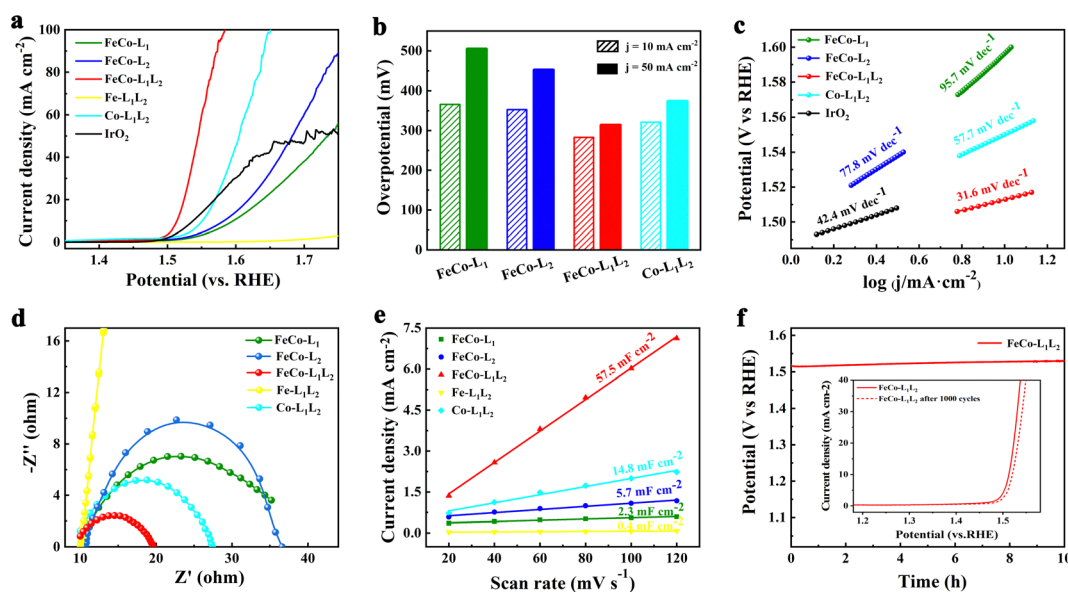 a
Current density (mA cm⁻²)
100
80
60
40
20
0
FeCo-L₁
FeCo-L₂
FeCo-L₁L₂
Fe-L₁L₂
Co-L₁L₂
IrO₂
1.4
1.5
1.6
1.7
Potential (vs. RHE)
b
Overpotential (mV)
500
400
300
200
100
0
j = 10 mA cm⁻²
j = 50 mA cm⁻²
FeCo-L₁
FeCo-L₂
FeCo-L₁L₂
Co-L₁L₂
c
Potential (V vs RHE)
1.60
1.56
1.52
1.50
FeCo-L₁
FeCo-L₂
FeCo-L₁L₂
Co-L₁L₂
IrO₂
95.7 mV dec⁻¹
57.7 mV dec⁻¹
77.8 mV dec⁻¹
31.6 mV dec⁻¹
42.4 mV dec⁻¹
0.0
0.4
0.8
1.2
1.6
log (j/mA·cm⁻²)
d
-Z'' (ohm)
16
12
8
4
0
FeCo-L₁
FeCo-L₂
FeCo-L₁L₂
Fe-L₁L₂
Co-L₁L₂
10
20
30
40
Z' (ohm)
e
Current density (mA cm⁻²)
7.5
6.0
4.5
3.0
1.5
0.0
FeCo-L₁
FeCo-L₂
FeCo-L₁L₂
Fe-L₁L₂
Co-L₁L₂
57.5 mF cm⁻²
14.8 mF cm⁻²
5.7 mF cm⁻²
2.3 mF cm⁻²
20
40
60
80
100
120
Scan rate (mV s⁻¹)
f
Potential (V vs RHE)
1.6
1.5
1.4
1.3
1.2
1.1
FeCo-L₁L₂
Current density (mA cm-2)
40
30
20
10
0
FeCo-L₁L₂
FeCo-L₁L₂ after 1000 cycles
1.2
1.3
1.4
1.5
Potential (vs.RHE)
0
2
4
6
8
10
Time (h)